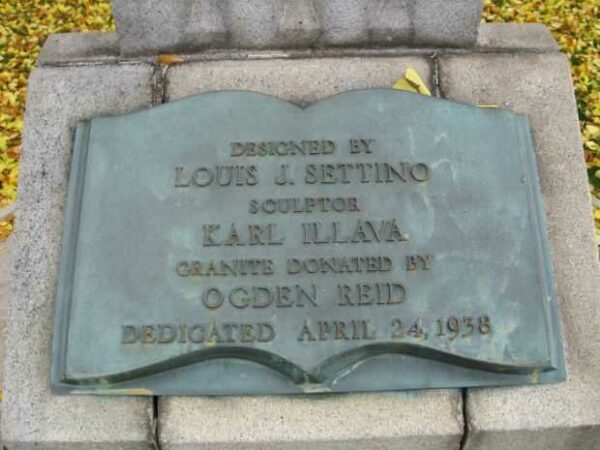 DESIGNED BY
LOUIS J. SETTINO
SCULPTOR
KARL ILLAVA
GRANITE DONATED BY
OGDEN REID
DEDICATED APRIL 24, 1938